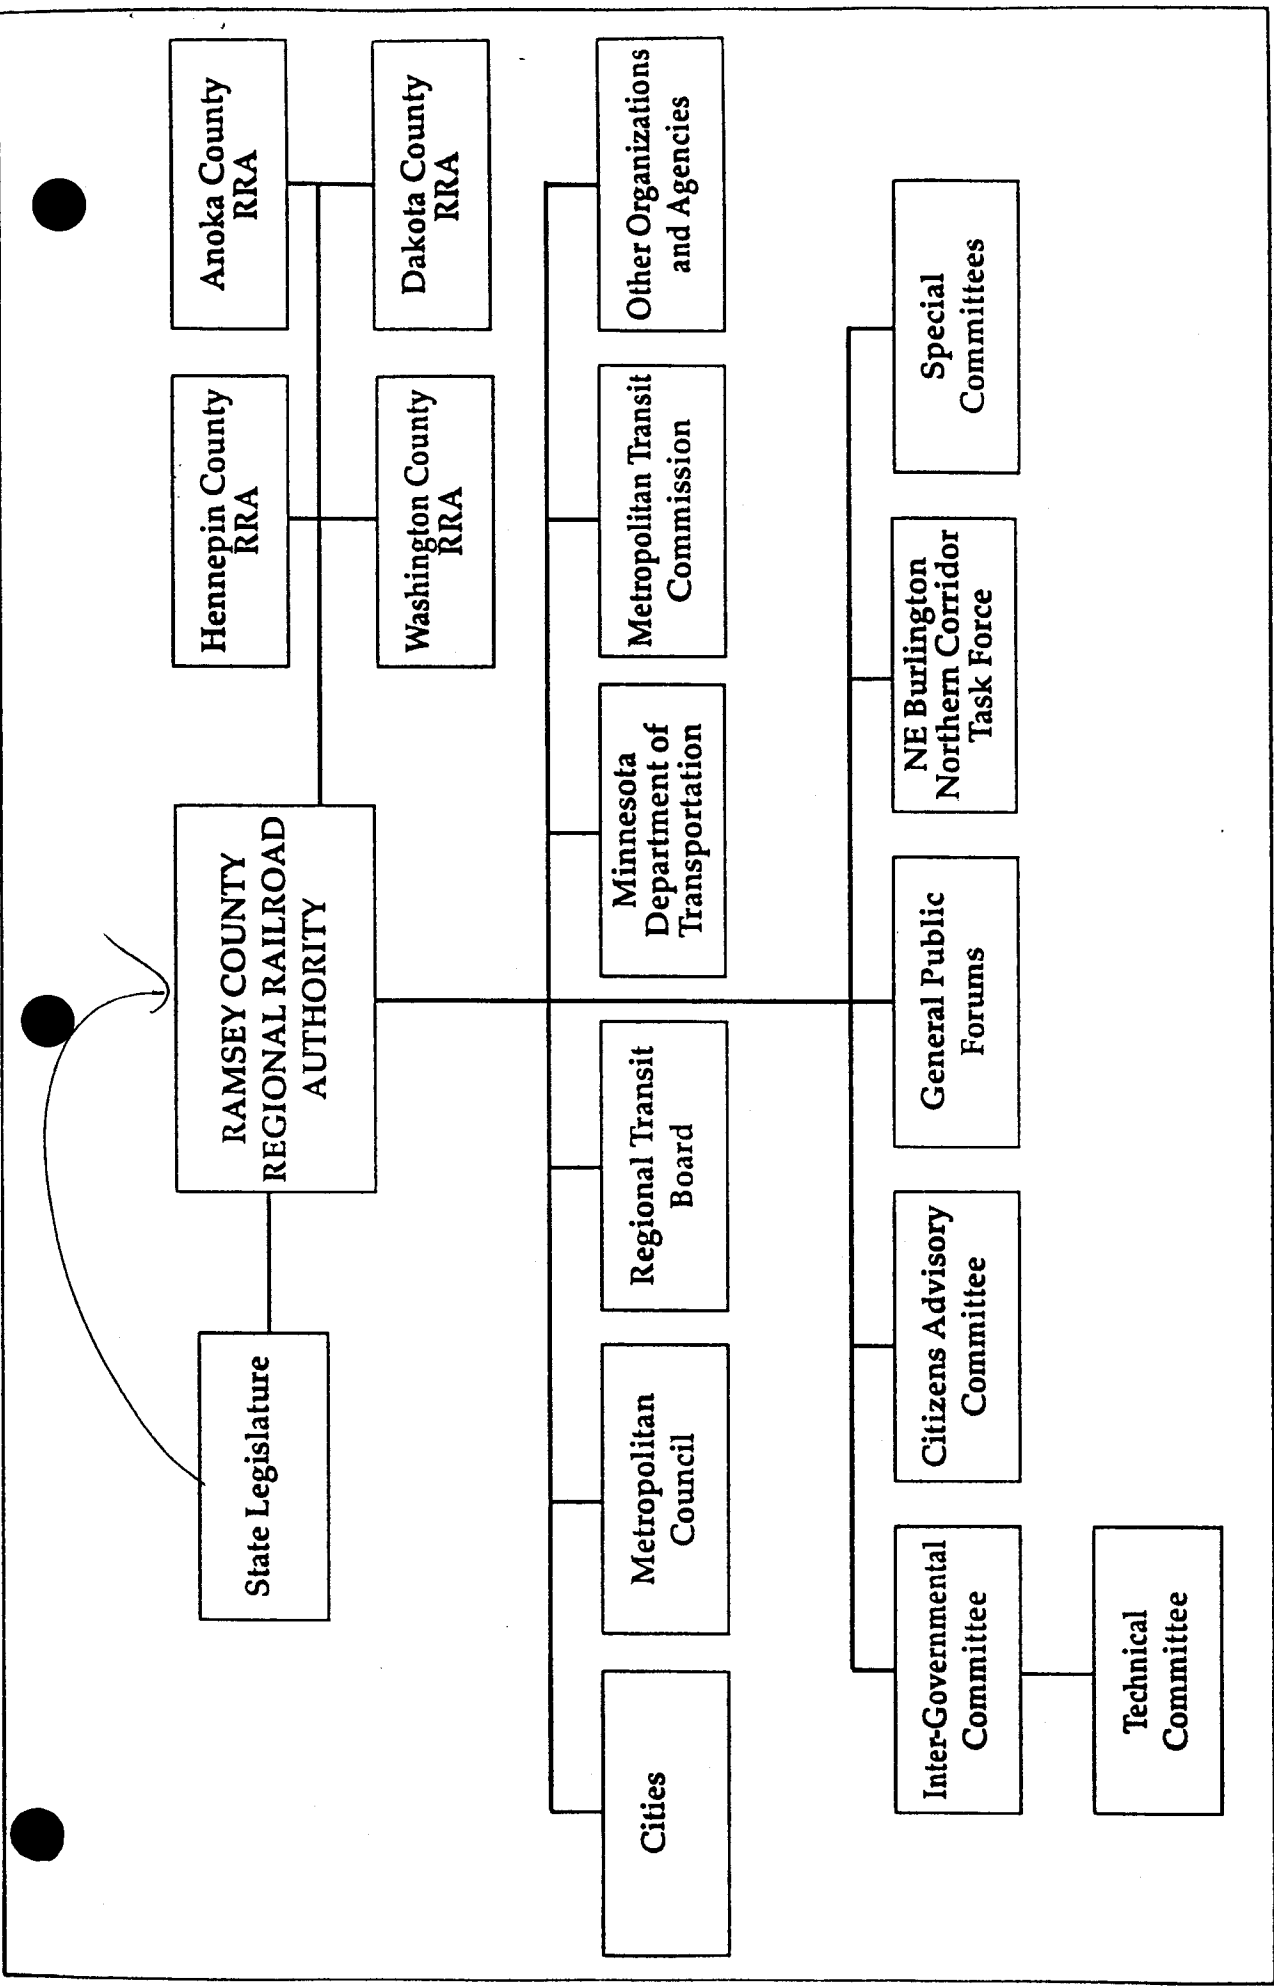 State Legislature
RAMSEY COUNTY
REGIONAL RAILROAD
AUTHORITY
Hennepin County
RRA
Anoka County
RRA
Washington County
RRA
Dakota County
RRA
Cities
Metropolitan
Council
Regional Transit
Board
Minnesota
Department of
Transportation
Metropolitan Transit
Commission
Other Organizations
and Agencies
Inter-Governmental
Committee
Citizens Advisory
Committee
General Public
Forums
NE Burlington
Northern Corridor
Task Force
Special
Committees
Technical
Committee